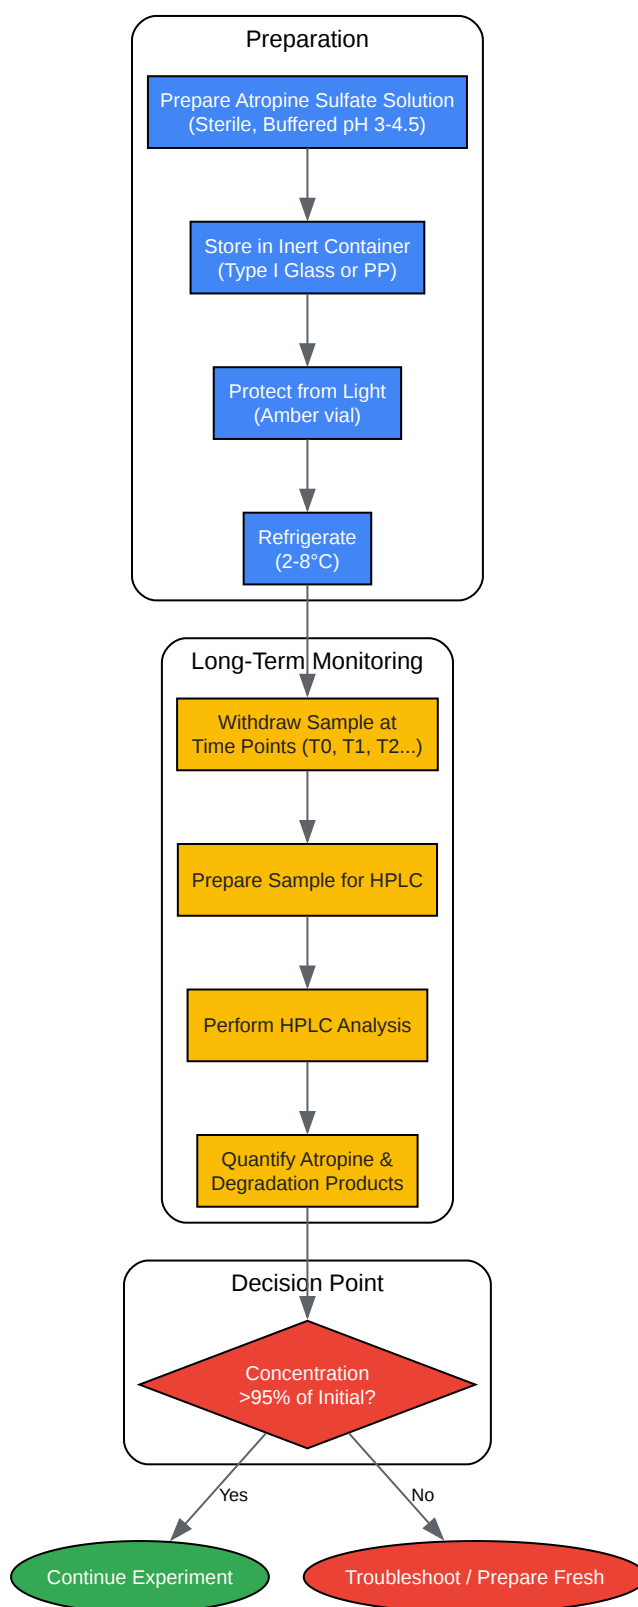 Preparation
Prepare Atropine Sulfate Solution
(Sterile, Buffered pH 3-4.5)
Store in Inert Container
(Type I Glass or PP)
Protect from Light
(Amber vial)
Refrigerate
(2-8°C)
Long-Term Monitoring
Withdraw Sample at
Time Points (T0, T1, T2...)
Prepare Sample for HPLC
Perform HPLC Analysis
Quantify Atropine &
Degradation Products
Decision Point
Concentration
>95% of Initial?
Yes
No
Continue Experiment
Troubleshoot / Prepare Fresh